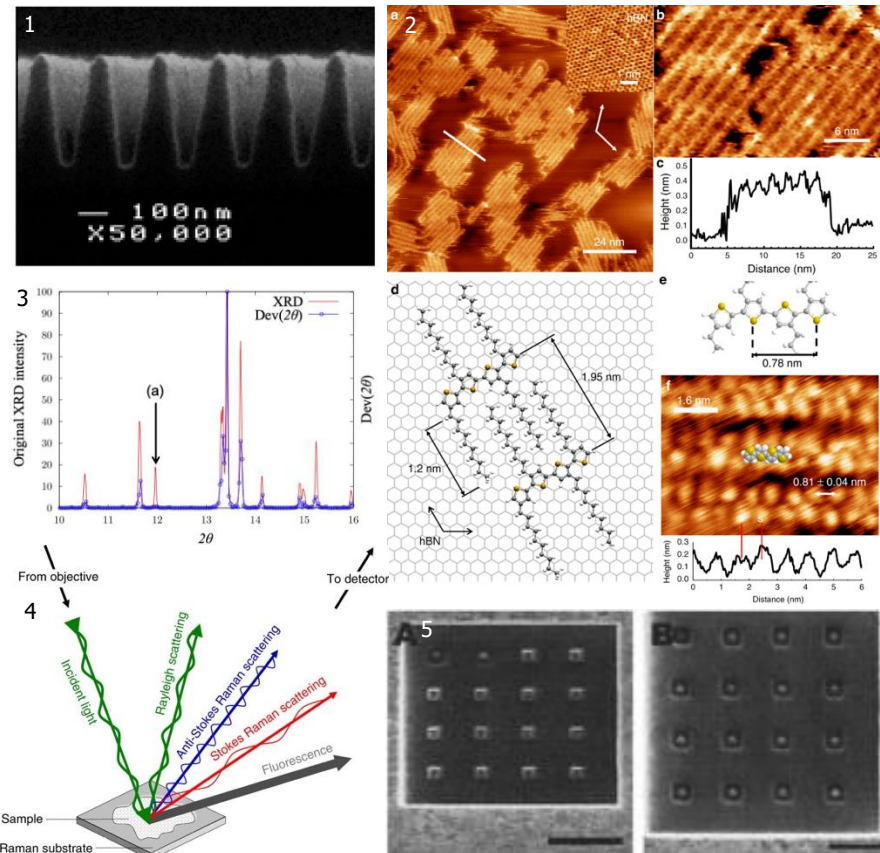 1
100nm
X50,000
2
a
hBN
1 nm
24 nm
b
6 nm
c
Height (nm)
0.5
0.4
0.3
0.2
0.1
0.0
0 5 10 15 20 25
Distance (nm)
3
Original XRD intensity
100
90
80
70
60
50
40
30
20
10
0
XRD
Dev(2θ)
(a)
Dev(2θ)
10 11 12 13 14 15 16
2θ
d
1.95 nm
1.2 nm
hBN
e
0.78 nm
f
1.6 nm
0.81 ± 0.04 nm
S
Height (nm)
0.3
0.2
0.1
0.0
0 1 2 3 4 5 6
Distance (nm)
From objective
To detector
4
Incident light
Rayleigh scattering
Anti-Stokes Raman scattering
Stokes Raman scattering
Fluorescence
Sample
Raman substrate
A
5
B